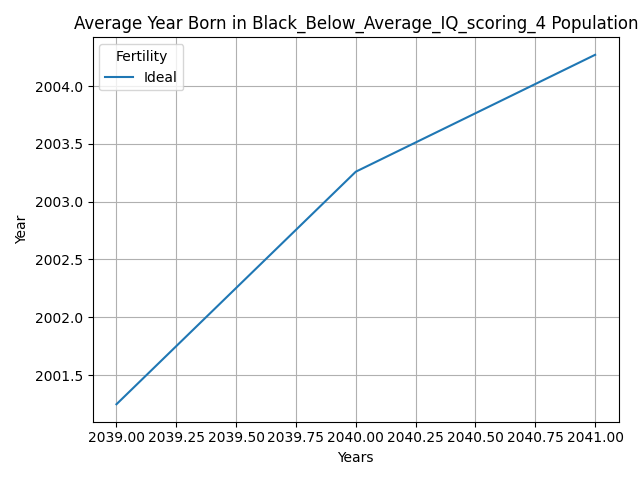 Average Year Born in Black_Below_Average_IQ_scoring_4 Population
Fertility
Ideal
Year
2004.0
2003.5
2003.0
2002.5
2002.0
2001.5
2039.00 2039.25 2039.50 2039.75 2040.00 2040.25 2040.50 2040.75 2041.00
Years